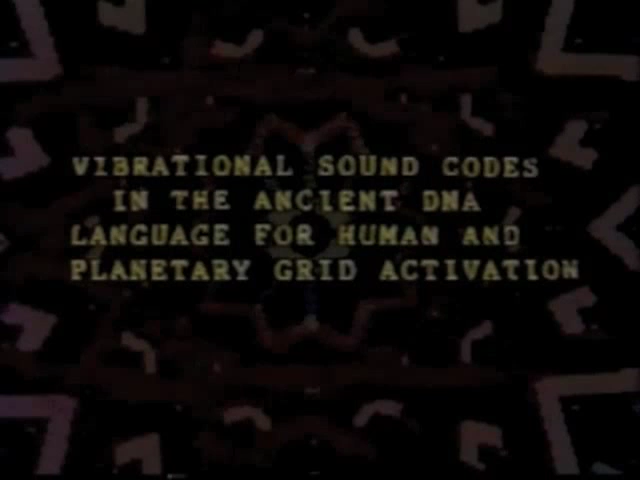 VIBRATIONAL SOUND CODES
IN THE ANCIENT DNA
LANGUAGE FOR HUMAN AND
PLANETARY GRID ACTIVATION